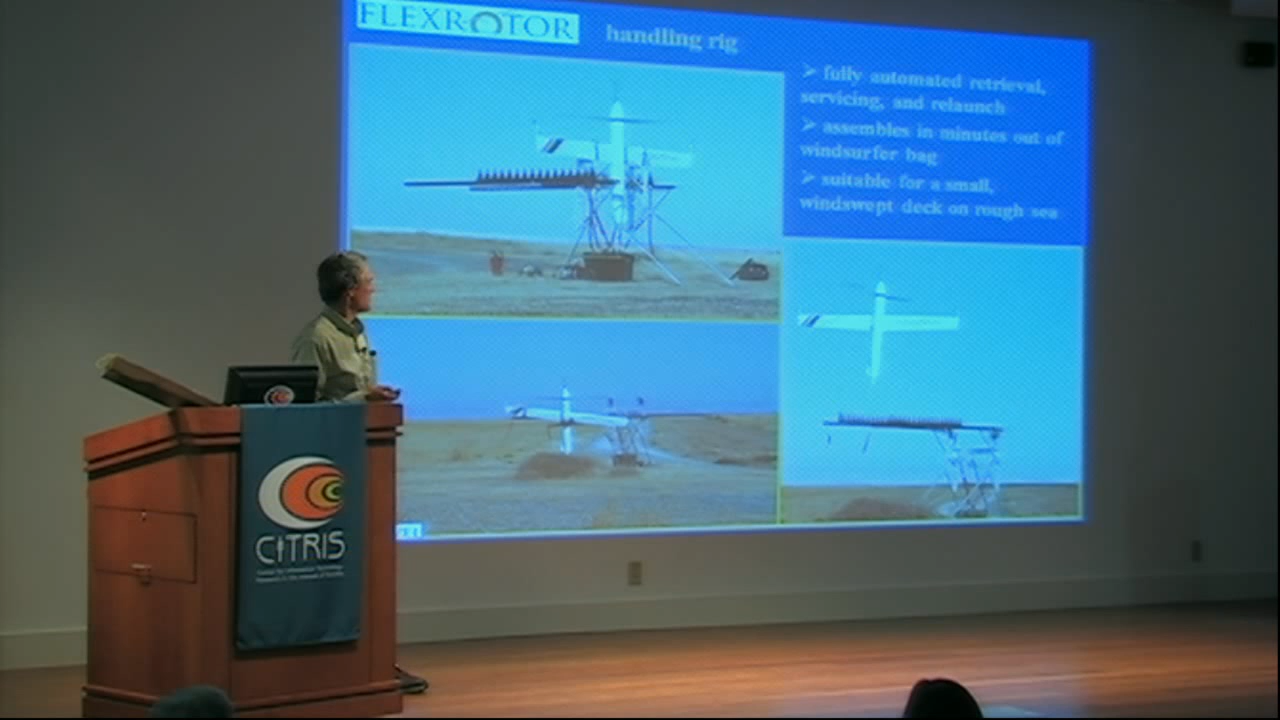 FLEXROTOR
handling rig
➢ fully automated retrieval,
servicing, and relaunch
➢ assembles in minutes out of
windsurfer bag
➢ suitable for a small,
windswept deck on rough sea
CITRIS